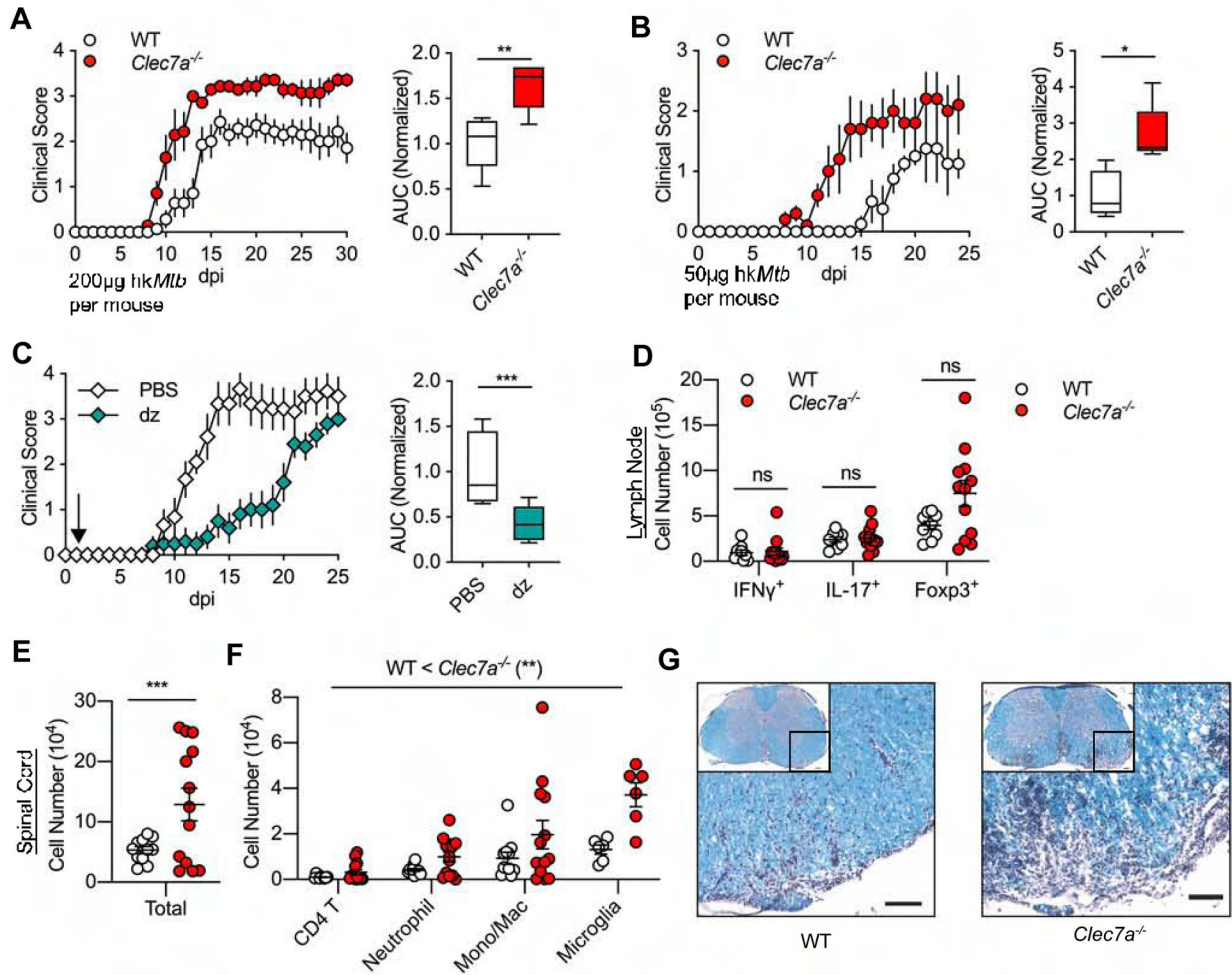 A
WT
Clec7a-/-
Clinical Score
4
3
2
1
0
0 5 10 15 20 25 30
dpi
200µg hkMtb
per mouse
AUC (Normalized)
2.0
1.5
1.0
0.5
0.0
**
WT
Clec7a-/-
B
WT
Clec7a-/-
Clinical Score
3
2
1
0
0 5 10 15 20 25
dpi
50µg hkMtb
per mouse
AUC (Normalized)
5
4
3
2
1
0
*
WT
Clec7a-/-
C
PBS
dz
Clinical Score
4
3
2
1
0
0 5 10 15 20 25
dpi
AUC (Normalized)
2.0
1.5
1.0
0.5
0.0
***
PBS
dz
D
WT
Clec7a-/-
WT
Clec7a-/-
Lymph Node
Cell Number (10⁵)
20
15
10
5
0
ns
ns
ns
IFNγ+
IL-17+
Foxp3+
E
Spinal Cord
Cell Number (10⁴)
30
20
10
0
***
Total
F
WT < Clec7a-/- (**)
Cell Number (10⁴)
8
6
4
2
0
CD4 T
Neutrophil
Mono/Mac
Microglia
G
WT
Clec7a-/-